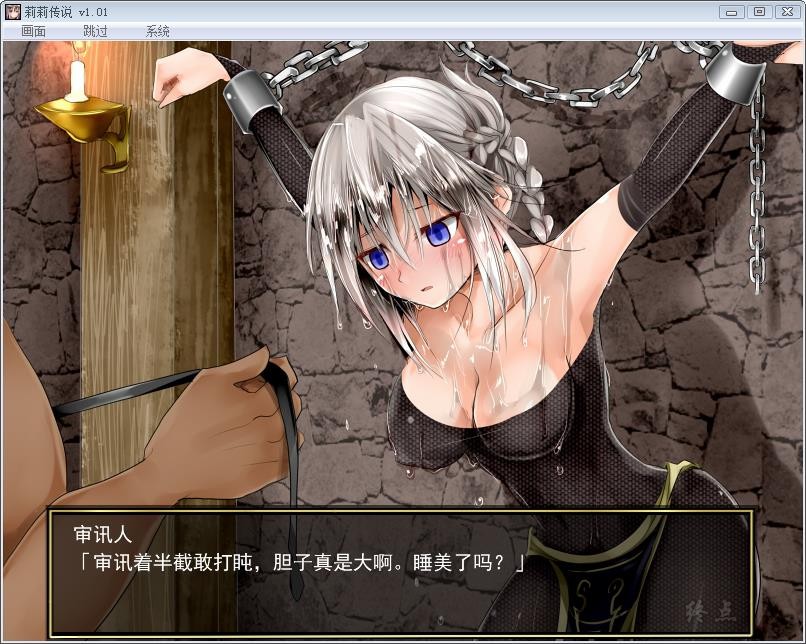 莉莉传说 v1.01
画面 跳过 系统
审讯人
「审讯着半截敢打盹，胆子真是大啊。睡美了吗？」
终点